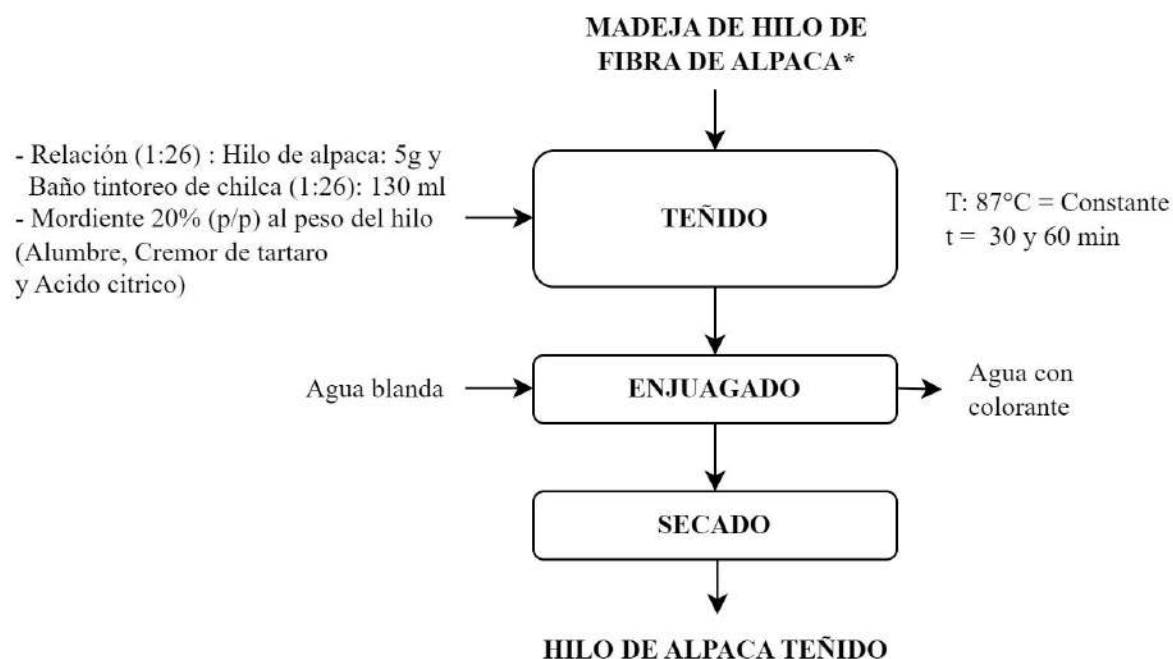 MADEJA DE HILO DE
FIBRA DE ALPACA*
- Relación (1:26) : Hilo de alpaca: 5g y
Baño tintoreo de chilca (1:26): 130 ml
- Mordiente 20% (p/p) al peso del hilo
(Alumbre, Cremor de tartaro
y Acido citrico)
TEÑIDO
T: 87°C = Constante
t = 30 y 60 min
Agua blanda
ENJUAGADO
Agua con
colorante
SECADO
HILO DE ALPACA TEÑIDO